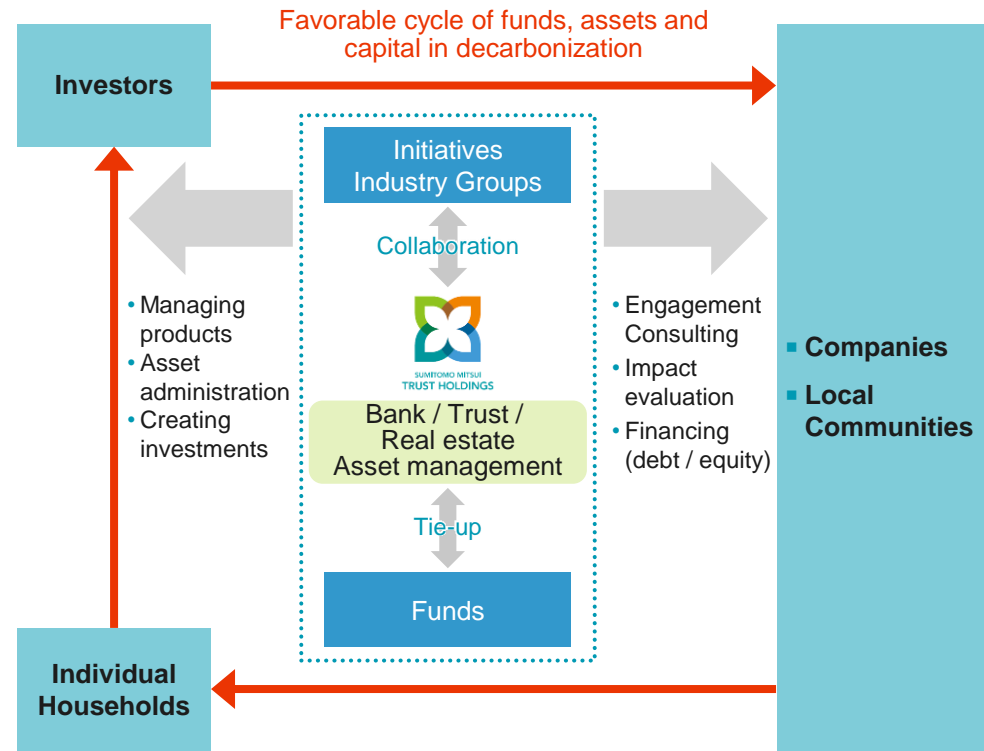 Favorable cycle of funds, assets and
capital in decarbonization
Investors
Initiatives
Industry Groups
Collaboration
• Managing
products
• Asset
administration
• Creating
investments
SUMITOMO MITSUI
TRUST HOLDINGS
Bank / Trust /
Real estate
Asset management
Tie-up
Funds
• Engagement
Consulting
• Impact
evaluation
• Financing
(debt / equity)
▪ Companies
▪ Local
Communities
Individual
Households